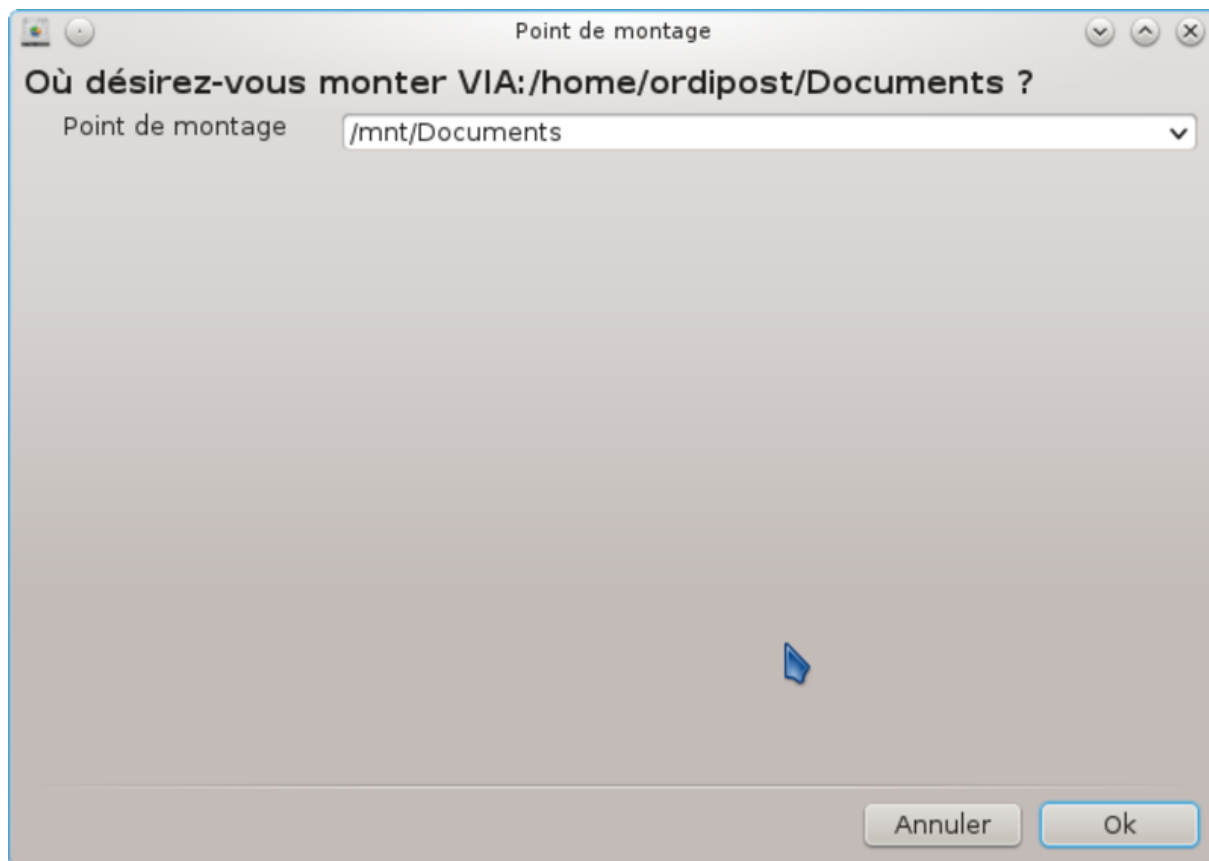 Point de montage
Où désirez-vous monter VIA:/home/ordipost/Documents ?
Point de montage
/mnt/Documents
Annuler
Ok